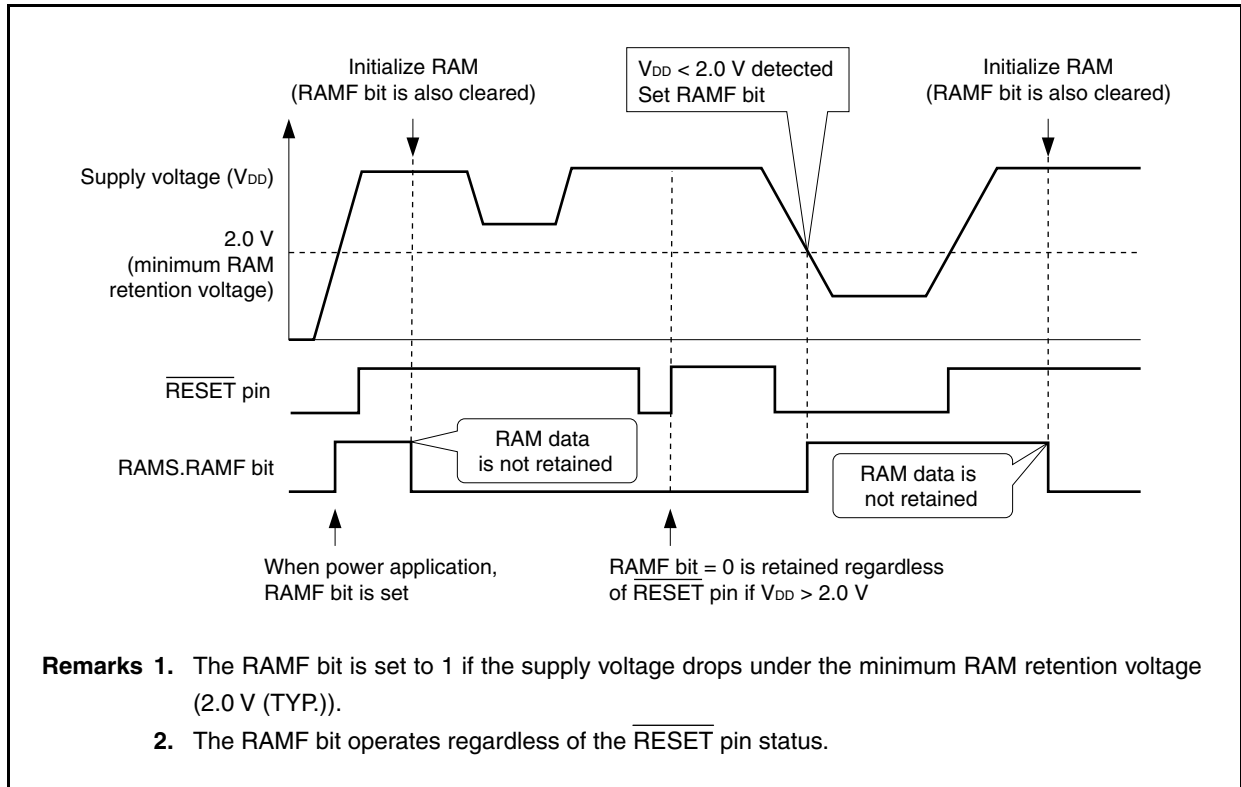 Initialize RAM
(RAMF bit is also cleared)
VDD < 2.0 V detected
Set RAMF bit
Initialize RAM
(RAMF bit is also cleared)
Supply voltage (VDD)
2.0 V
(minimum RAM
retention voltage)
RESET pin
RAM data
is not retained
RAMS.RAMF bit
RAM data is
not retained
When power application,
RAMF bit is set
RAMF bit = 0 is retained regardless
of RESET pin if VDD > 2.0 V
Remarks 1. The RAMF bit is set to 1 if the supply voltage drops under the minimum RAM retention voltage
(2.0 V (TYP.)).
2. The RAMF bit operates regardless of the RESET pin status.